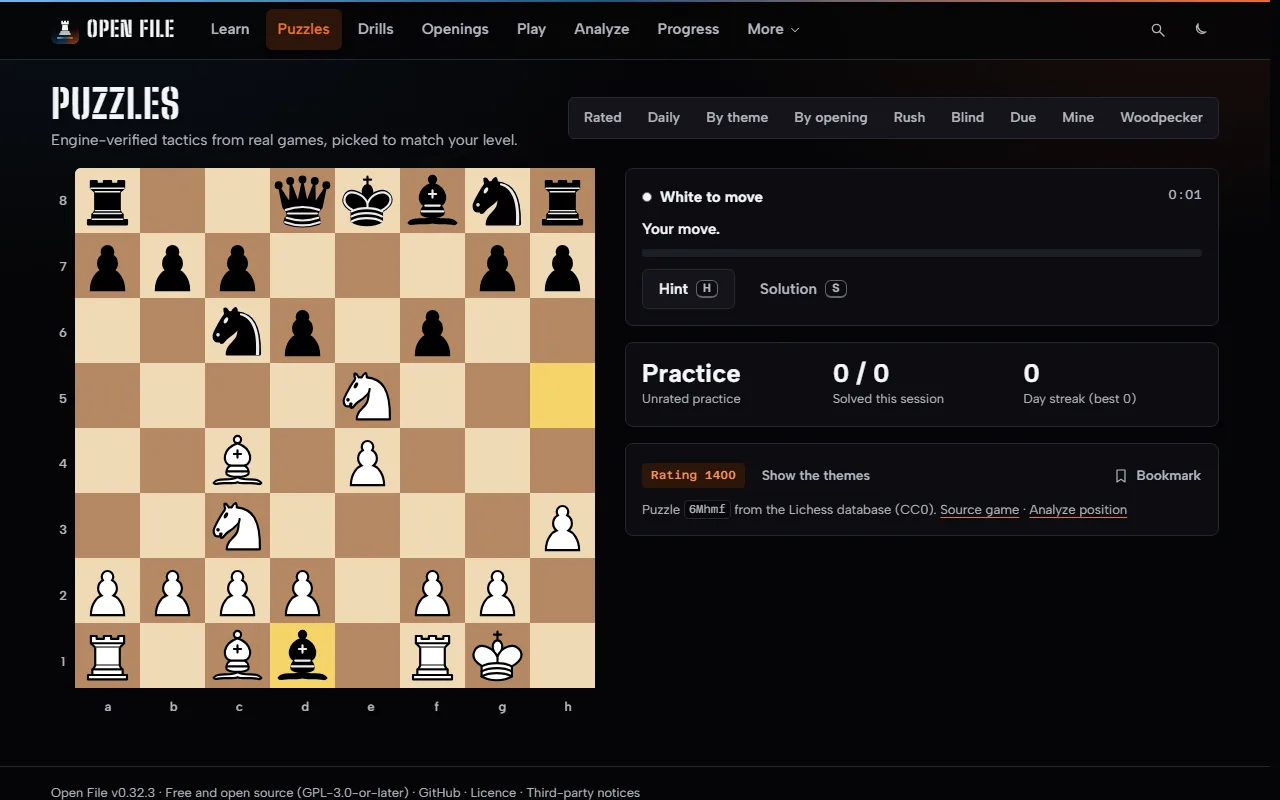 OPEN FILE Learn Puzzles Drills Openings Play Analyze Progress More
PUZZLES
Engine-verified tactics from real games, picked to match your level.
Rated Daily By theme By opening Rush Blind Due Mine Woodpecker
8
7
6
5
4
3
2
1
a b c d e f g h
White to move 0:01
Your move.
Hint H Solution S
Practice 0 / 0 0
Unrated practice Solved this session Day streak (best 0)
Rating 1400 Show the themes Bookmark
Puzzle 6Mhmf from the Lichess database (CC0). Source game · Analyze position
Open File v0.32.3 · Free and open source (GPL-3.0-or-later) · GitHub · Licence · Third-party notices